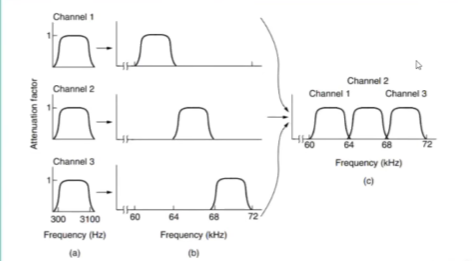 Channel 1
1
Channel 2
1
Channel 3
1
Attenuation factor
300 3100
Frequency (Hz)
(a)
60 64 68 72
Frequency (kHz)
(b)
Channel 2
Channel 1 Channel 3
60 64 68 72
Frequency (kHz)
(c)